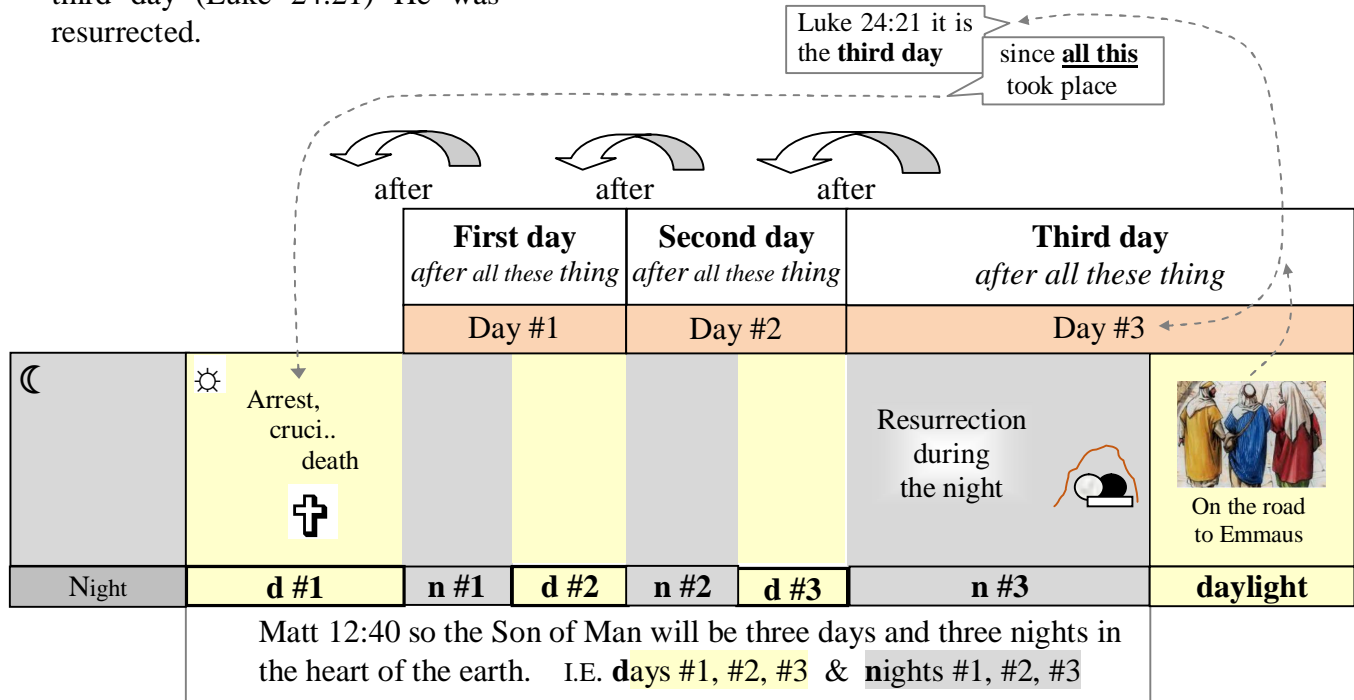 third day (Luke 24:21) He was
resurrected.
Luke 24:21 it is
the third day
since all this
took place
after
after
after
First day
after all these thing
Second day
after all these thing
Third day
after all these thing
Day #1
Day #2
Day #3
Arrest,
cruci..
death
Resurrection
during
the night
On the road
to Emmaus
Night
d #1
n #1
d #2
n #2
d #3
n #3
daylight
Matt 12:40 so the Son of Man will be three days and three nights in
the heart of the earth. I.E. days #1, #2, #3 & nights #1, #2, #3